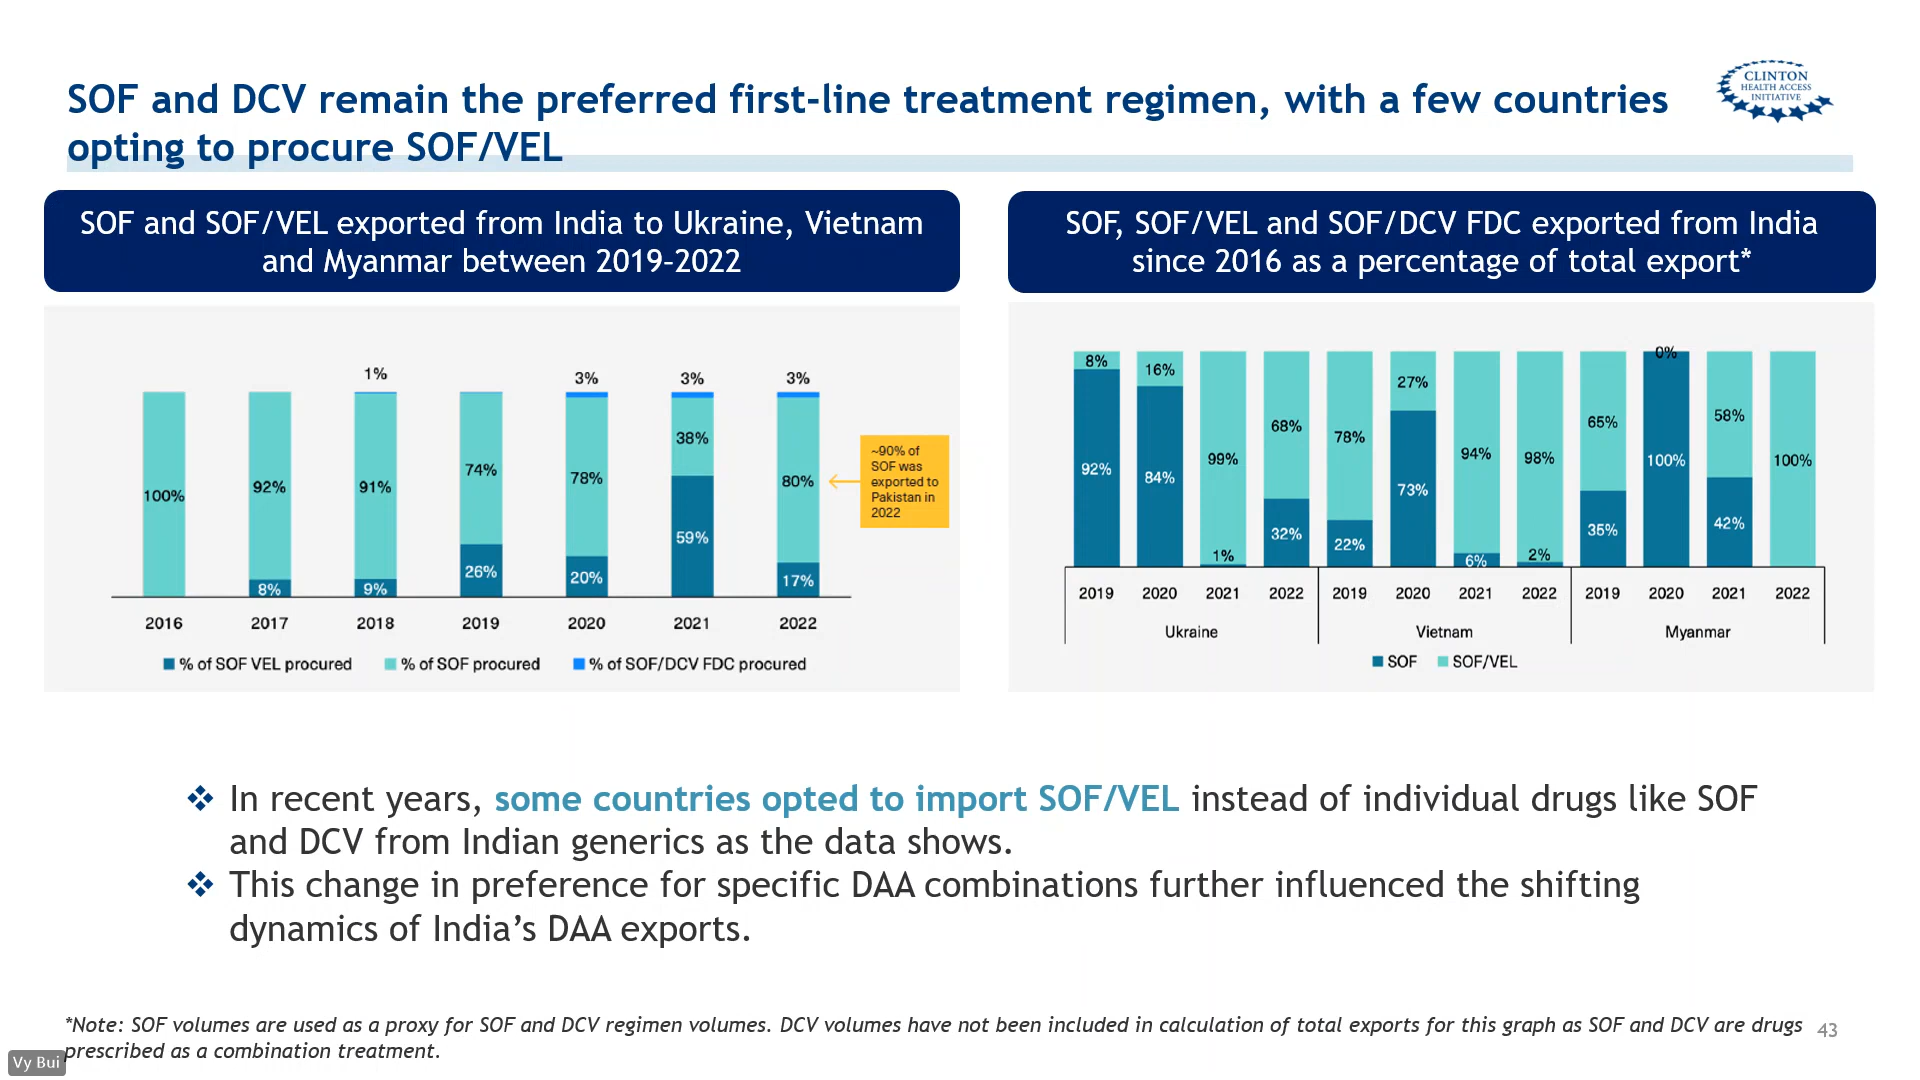 SOF and DCV remain the preferred first-line treatment regimen, with a few countries
opting to procure SOF/VEL
CLINTON
HEALTH ACCESS
INITIATIVE
SOF and SOF/VEL exported from India to Ukraine, Vietnam
and Myanmar between 2019-2022
1%
3%
3%
3%
100%
92%
91%
74%
78%
38%
80%
8%
9%
26%
20%
59%
17%
~90% of
SOF was
exported to
Pakistan in
2022
2016 2017 2018 2019 2020 2021 2022
% of SOF VEL procured % of SOF procured % of SOF/DCV FDC procured
SOF, SOF/VEL and SOF/DCV FDC exported from India
since 2016 as a percentage of total export*
8% 16% 99% 68% 78% 27% 94% 98% 65% 0% 58% 100%
92% 84% 1% 32% 22% 73% 6% 2% 35% 100% 42%
2019 2020 2021 2022 2019 2020 2021 2022 2019 2020 2021 2022
Ukraine Vietnam Myanmar
SOF SOF/VEL
In recent years, some countries opted to import SOF/VEL instead of individual drugs like SOF
and DCV from Indian generics as the data shows.
This change in preference for specific DAA combinations further influenced the shifting
dynamics of India’s DAA exports.
*Note: SOF volumes are used as a proxy for SOF and DCV regimen volumes. DCV volumes have not been included in calculation of total exports for this graph as SOF and DCV are drugs
prescribed as a combination treatment.
43
Vy Bui